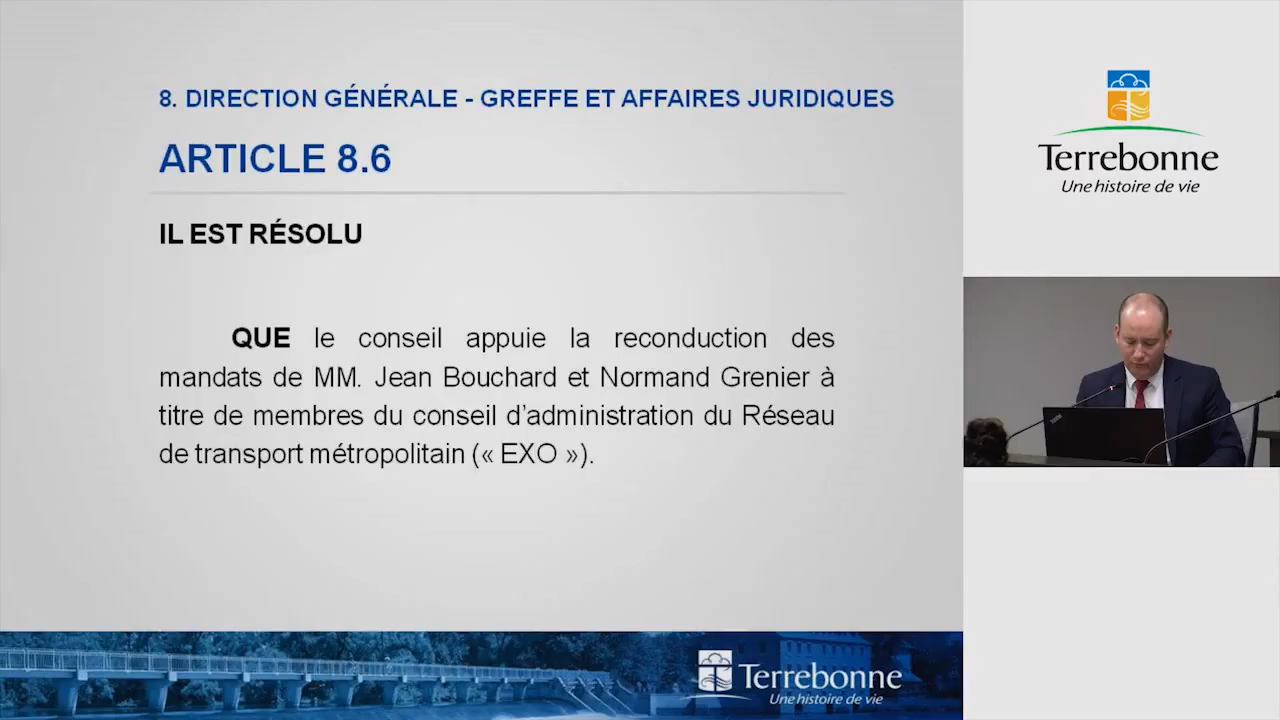 8. DIRECTION GÉNÉRALE - GREFFE ET AFFAIRES JURIDIQUES
ARTICLE 8.6
IL EST RÉSOLU
QUE le conseil appuie la reconduction des
mandats de MM. Jean Bouchard et Normand Grenier à
titre de membres du conseil d’administration du Réseau
de transport métropolitain (« EXO »).
Terrebonne
Une histoire de vie
Terrebonne
Une histoire de vie